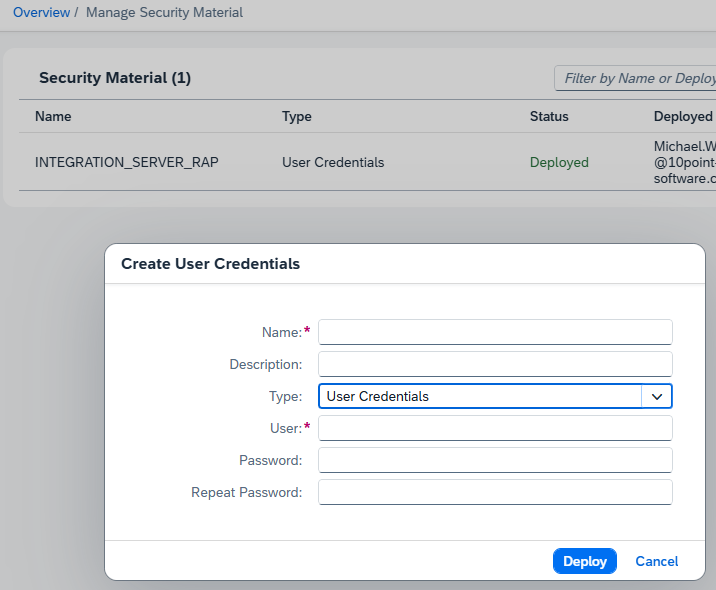 Overview / Manage Security Material
Security Material (1)
Filter by Name or Deploy
Name Type Status Deployed
INTEGRATION_SERVER_RAP User Credentials Deployed Michael.W
@10point-
software.c
Create User Credentials
Name:*
Description:
Type: User Credentials
User:*
Password:
Repeat Password:
Deploy Cancel